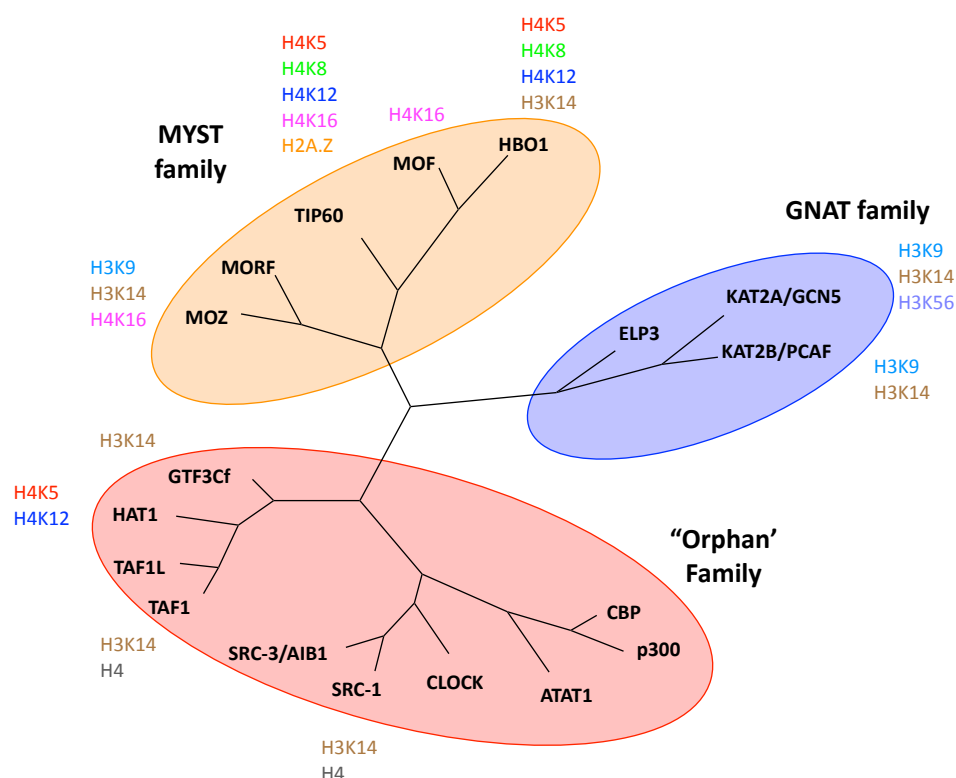 H4K5
H4K8
H4K12
H4K16
H2A.Z
H4K16
H4K5
H4K8
H4K12
H3K14
MYST
family
HBO1
MOF
TIP60
MORF
MOZ
H3K9
H3K14
H4K16
GNAT family
H3K9
H3K14
H3K56
KAT2A/GCN5
ELP3
KAT2B/PCAF
H3K9
H3K14
H3K14
GTF3Cf
H4K5
H4K12
HAT1
TAF1L
TAF1
H3K14
H4
“Orphan’
Family
CBP
p300
SRC-3/AIB1
SRC-1
CLOCK
ATAT1
H3K14
H4